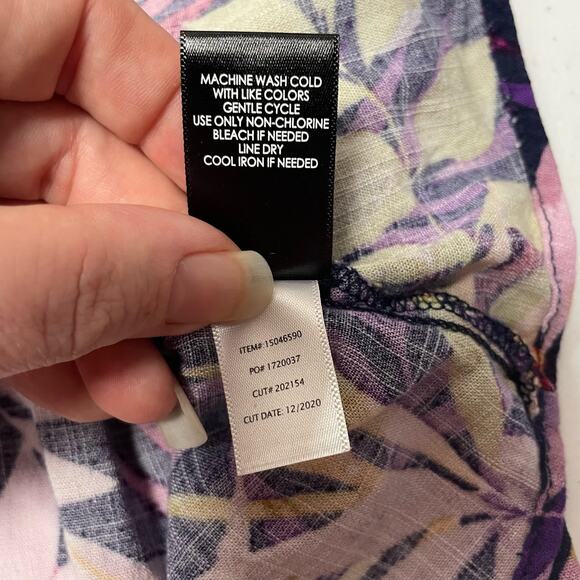 MACHINE WASH COLD
WITH LIKE COLORS
GENTLE CYCLE
USE ONLY NON-CHLORINE
BLEACH IF NEEDED
LINE DRY
COOL IRON IF NEEDED
ITEM#:15046590
PO# 1720037
CUT# 202154
CUT DATE: 12/2020